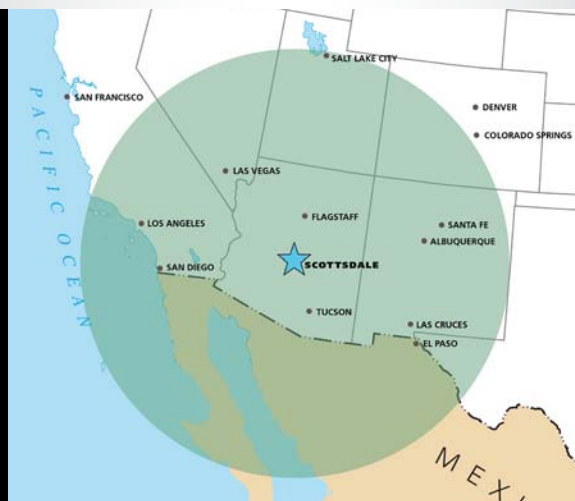 SALT LAKE CITY
SAN FRANCISCO
DENVER
COLORADO SPRINGS
PACIFIC OCEAN
LAS VEGAS
FLAGSTAFF
LOS ANGELES
SANTA FE
ALBUQUERQUE
SCOTTSDALE
SAN DIEGO
TUCSON
LAS CRUCES
EL PASO
MEXI